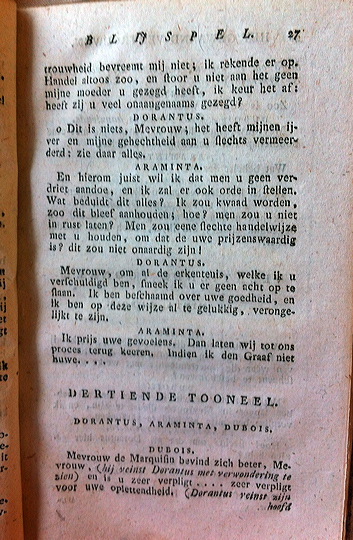 BLIJSPEL. 27
trouwheid bevreemt mij niet; ik rekende er op.
Handel altoos zoo, en stoor u niet aan het geen
mijne moeder u gezegd heeft, ik keur het af:
heeft zij u veel onaangenaams gezegd?
DORANTUS.
o Dit is niets, Mevrouw; het heeft mijnen ij-
ver en mijne gehechtheid aan u slechts vermeer-
derd: zie daar alles.
ARAMINTA.
En hierom juist wil ik dat men u geen ver-
driet aandoe, en ik zal er ook orde in stellen.
Wat beduidt dit alles? Ik zou kwaad worden,
zoo dit bleef aanhouden; hoe? men zou u niet
in rust laten? Men zou eene slechte handelwijze
met u houden, om dat de uwe prijzenswaardig
is? dit zou niet onaardig zijn!
DORANTUS.
Mevrouw, om al de erkentenis, welke ik u
verschuldigd ben, smeek ik u er geen acht op te
slaan. Ik ben beschaamd over uwe goedheid, en
ik ben op deze wijze al te gelukkig, veronge-
lijkt te zijn.
ARAMINTA.
Ik prijs uwe gevoelens. Dan laten wij tot ons
proces terug keeren. Indien ik den Graaf niet
huwe. . . .
DERTIENDE TOONEEL.
DORANTUS, ARAMINTA, DUBOIS.
DUBOIS.
Mevrouw de Marquisin bevind zich beter, Me-
vrouw, (hij veinst Dorantus met verwondering te
zien) en is u zeer verpligt . . . . zeer verpligt
voor uwe oplettendheid. (Dorantus veinst zijn
hoofd